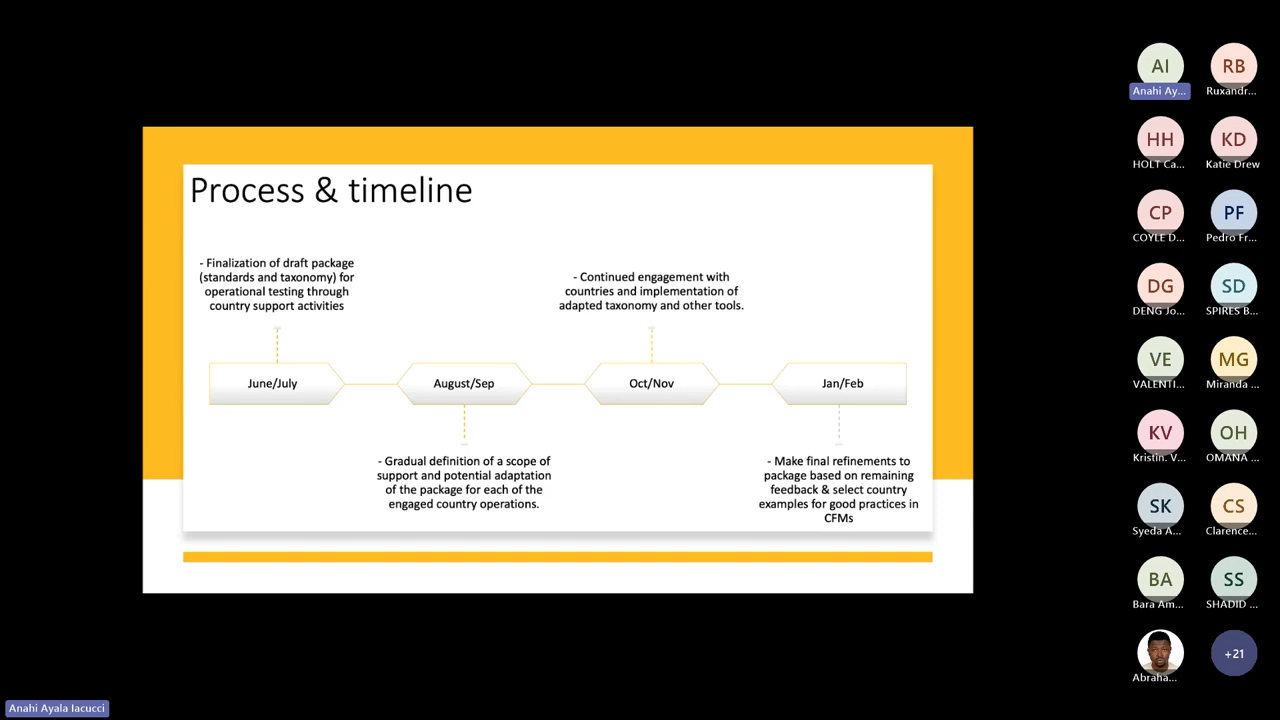 Process & timeline
- Finalization of draft package
(standards and taxonomy) for
operational testing through
country support activities
- Continued engagement with
countries and implementation of
adapted taxonomy and other tools.
June/July
August/Sep
Oct/Nov
Jan/Feb
- Gradual definition of a scope of
support and potential adaptation
of the package for each of the
engaged country operations.
- Make final refinements to
package based on remaining
feedback & select country
examples for good practices in
CFMs
AI
Anahi Ay...
RB
Ruxandr...
HH
HOLT Ca...
KD
Katie Drew
CP
COYLE D...
PF
Pedro Fr...
DG
DENG Jo...
SD
SPIRES B...
VE
VALENTI...
MG
Miranda ...
KV
Kristin. V...
OH
OMANA ...
SK
Syeda A...
CS
Clarence...
BA
Bara Am...
SS
SHADID ...
Abraha...
+21
Anahi Ayala Iacucci